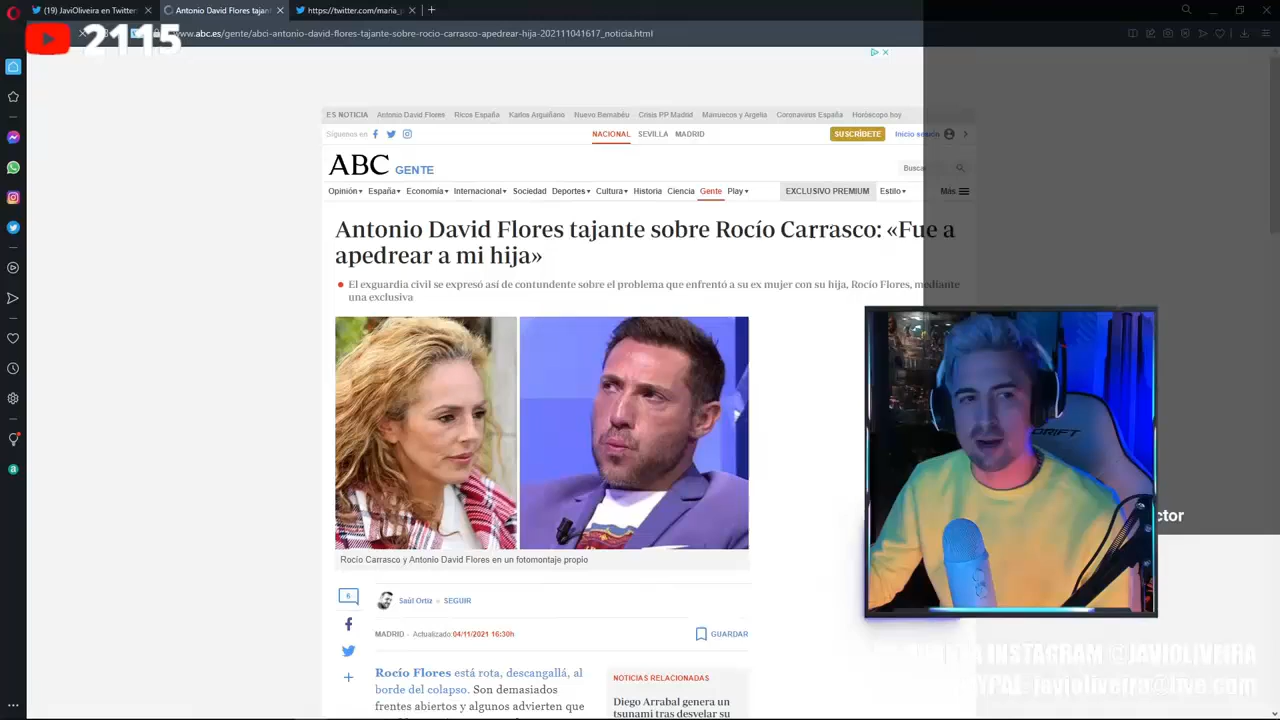 (19) JaviOliveira en Twitter
Antonio David Flores tajan
https://twitter.com/maria_
2115
www.abc.es/gente/abci-antonio-david-flores-tajante-sobre-rocio-carrasco-apedrear-hija-202111041617_noticia.html
ES NOTICIA Antonio David Flores Ricos España Karlos Arguiñano Nuevo Bernabéu Crisis PP Madrid Marruecos y Argelia Coronavirus España Horóscopo hoy
Síguenos en
NACIONAL SEVILLA MADRID
SUSCRÍBETE
Inicio sesión
ABC GENTE
Buscar
Opinión España Economía Internacional Sociedad Deportes Cultura Historia Ciencia Gente Play EXCLUSIVO PREMIUM Estilo Más
Antonio David Flores tajante sobre Rocío Carrasco: «Fue a
apedrear a mi hija»
El exguardia civil se expresó así de contundente sobre el problema que enfrentó a su ex mujer con su hija, Rocío Flores, mediante
una exclusiva
DRIFT
ctor
Rocío Carrasco y Antonio David Flores en un fotomontaje propio
6
Saúl Ortiz SEGUIR
MADRID - Actualizado:04/11/2021 16:30h
GUARDAR
INSTAGRAM @JAVIOLIVEIRA
Rocío Flores está rota, descangallá, al
borde del colapso. Son demasiados
frentes abiertos y algunos advierten que
NOTICIAS RELACIONADAS
Diego Arrabal genera un
tsunami tras desvelar su